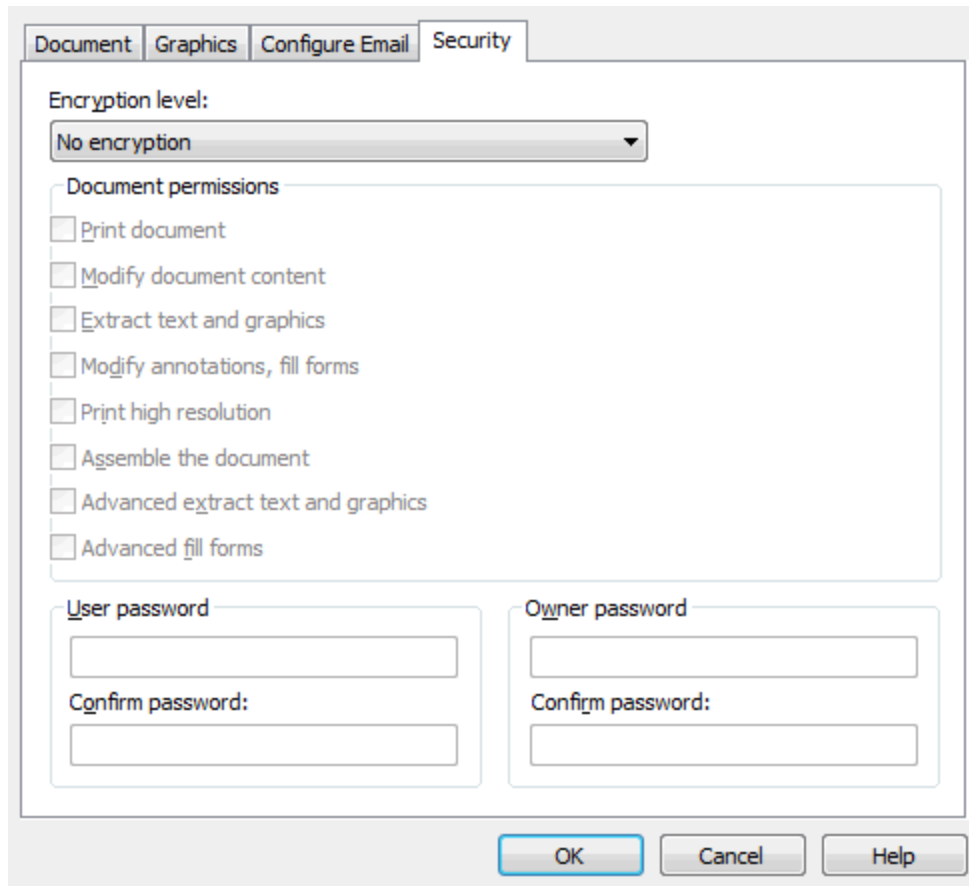 Document Graphics Configure Email Security
Encryption level:
No encryption
Document permissions
Print document
Modify document content
Extract text and graphics
Modify annotations, fill forms
Print high resolution
Assemble the document
Advanced extract text and graphics
Advanced fill forms
User password
Confirm password:
Owner password
Confirm password:
OK Cancel Help